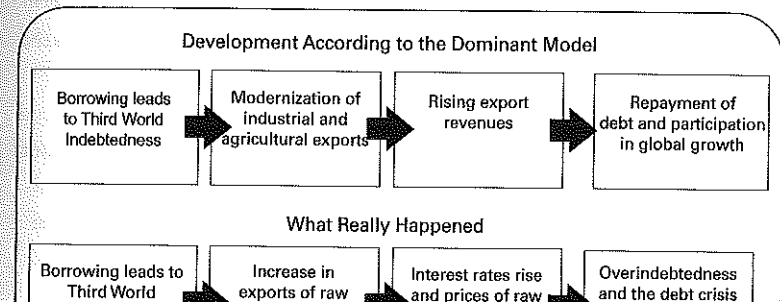 Development According to the Dominant Model
Borrowing leads
to Third World
Indebtedness
Modernization of
industrial and
agricultural exports
Rising export
revenues
Repayment of
debt and participation
in global growth
What Really Happened
Borrowing leads to
Third World
Increase in
exports of raw
Interest rates rise
and prices of raw
Overindebtedness
and the debt crisis